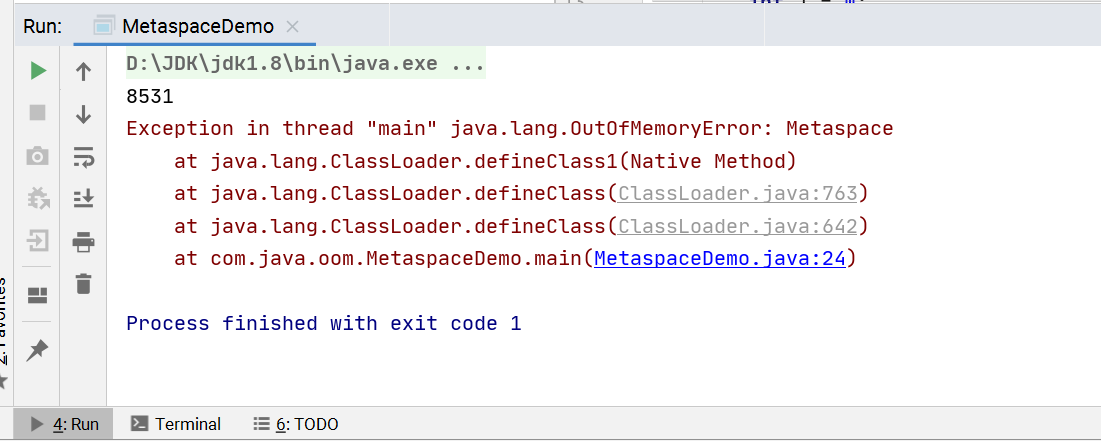 Run: MetaspaceDemo
D:\JDK\jdk1.8\bin\java.exe ...
8531
Exception in thread "main" java.lang.OutOfMemoryError: Metaspace
at java.lang.ClassLoader.defineClass1(Native Method)
at java.lang.ClassLoader.defineClass(ClassLoader.java:763)
at java.lang.ClassLoader.defineClass(ClassLoader.java:642)
at com.java.oom.MetaspaceDemo.main(MetaspaceDemo.java:24)
Process finished with exit code 1
2: Favorites
4: Run Terminal 6: TODO